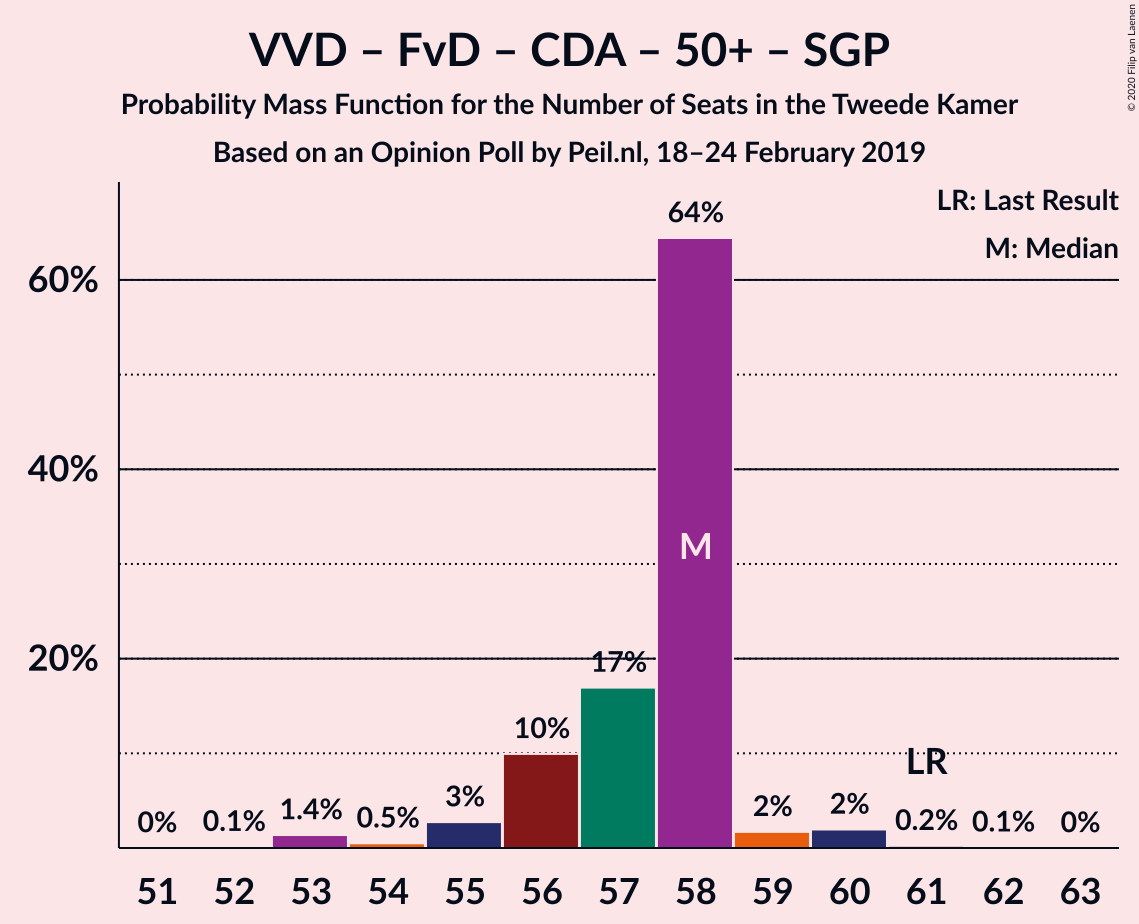 VVD – FvD – CDA – 50+ – SGP
Probability Mass Function for the Number of Seats in the Tweede Kamer
Based on an Opinion Poll by Peil.nl, 18–24 February 2019
© 2020 Filip van Laenen
LR: Last Result
M: Median
60%
40%
20%
0%
0.1%
1.4%
0.5%
3%
10%
17%
64%
M
2%
2%
LR
0.2%
0.1%
0%
51 52 53 54 55 56 57 58 59 60 61 62 63